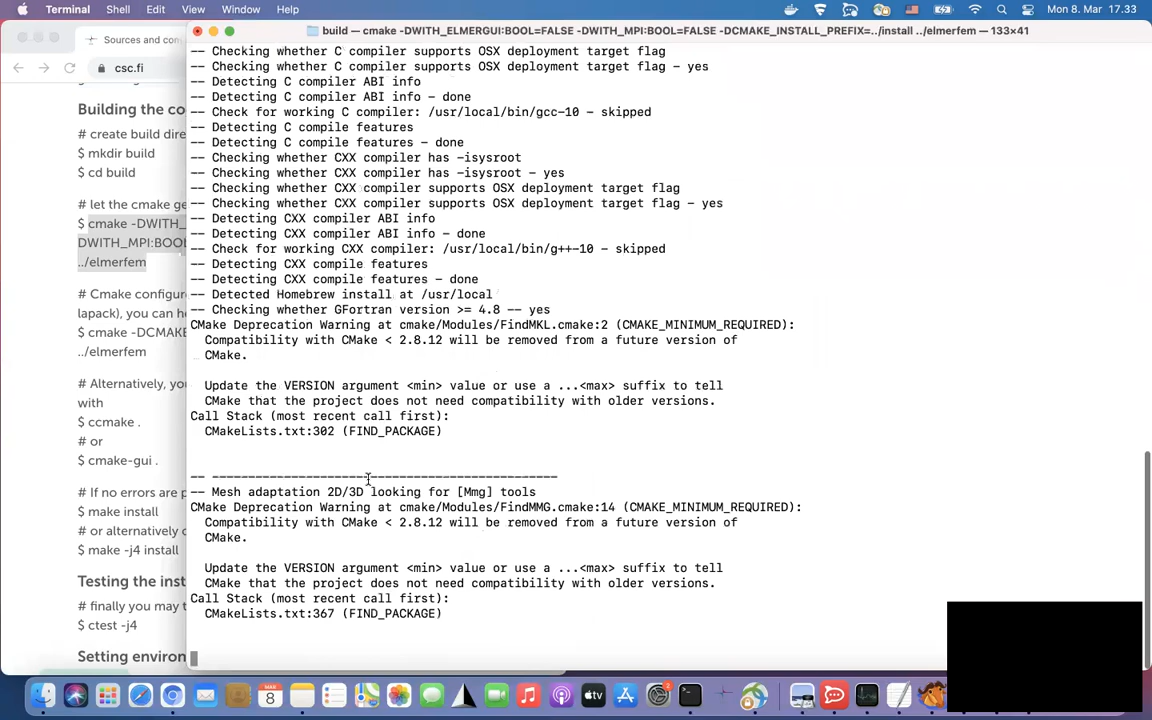 Terminal Shell Edit View Window Help Mon 8. Mar 17.33
build — cmake -DWITH_ELMERGUI:BOOL=FALSE -DWITH_MPI:BOOL=FALSE -DCMAKE_INSTALL_PREFIX=../install ../elmerfem — 133×41
Sources and com
csc.fi
Building the co
# create build dire
$ mkdir build
$ cd build
# let the cmake ge
$ cmake -DWITH_
DWITH_MPI:BOO
../elmerfem
# Cmake configur
lapack), you can he
$ cmake -DCMAKE
../elmerfem
# Alternatively, yo
with
$ ccmake .
# or
$ cmake-gui .
# If no errors are p
$ make install
# or alternatively c
$ make -j4 install
Testing the inst
# finally you may t
$ ctest -j4
Setting environ
-- Checking whether C compiler supports OSX deployment target flag
-- Checking whether C compiler supports OSX deployment target flag - yes
-- Detecting C compiler ABI info
-- Detecting C compiler ABI info - done
-- Check for working C compiler: /usr/local/bin/gcc-10 - skipped
-- Detecting C compile features
-- Detecting C compile features - done
-- Checking whether CXX compiler has -isysroot
-- Checking whether CXX compiler has -isysroot - yes
-- Checking whether CXX compiler supports OSX deployment target flag
-- Checking whether CXX compiler supports OSX deployment target flag - yes
-- Detecting CXX compiler ABI info
-- Detecting CXX compiler ABI info - done
-- Check for working CXX compiler: /usr/local/bin/g++-10 - skipped
-- Detecting CXX compile features
-- Detecting CXX compile features - done
-- Detected Homebrew install at /usr/local
-- Checking whether GFortran version >= 4.8 -- yes
CMake Deprecation Warning at cmake/Modules/FindMKL.cmake:2 (CMAKE_MINIMUM_REQUIRED):
Compatibility with CMake < 2.8.12 will be removed from a future version of
CMake.
Update the VERSION argument <min> value or use a ...<max> suffix to tell
CMake that the project does not need compatibility with older versions.
Call Stack (most recent call first):
CMakeLists.txt:302 (FIND_PACKAGE)
-- ------------------------------------------------
-- Mesh adaptation 2D/3D looking for [Mmg] tools
CMake Deprecation Warning at cmake/Modules/FindMMG.cmake:14 (CMAKE_MINIMUM_REQUIRED):
Compatibility with CMake < 2.8.12 will be removed from a future version of
CMake.
Update the VERSION argument <min> value or use a ...<max> suffix to tell
CMake that the project does not need compatibility with older versions.
Call Stack (most recent call first):
CMakeLists.txt:367 (FIND_PACKAGE)
MAR
8
tv